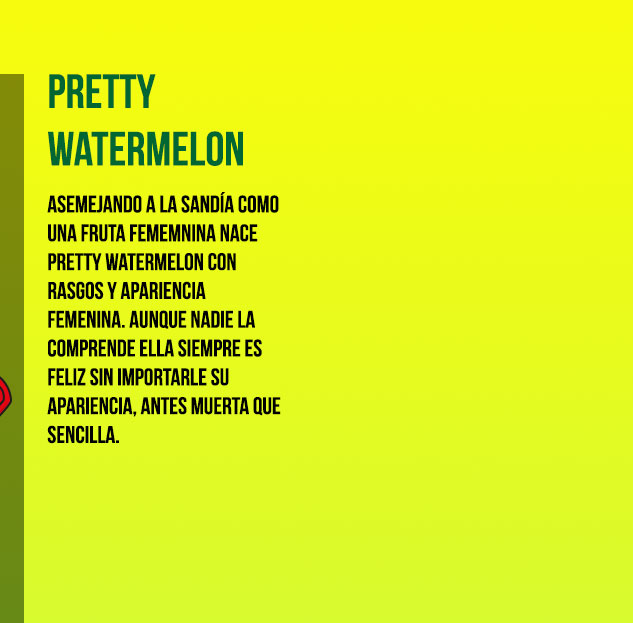 PRETTY
WATERMELON
ASEMEJANDO A LA SANDÍA COMO
UNA FRUTA FEMEMNINA NACE
PRETTY WATERMELON CON
RASGOS Y APARIENCIA
FEMENINA. AUNQUE NADIE LA
COMPRENDE ELLA SIEMPRE ES
FELIZ SIN IMPORTARLE SU
APARIENCIA, ANTES MUERTA QUE
SENCILLA.